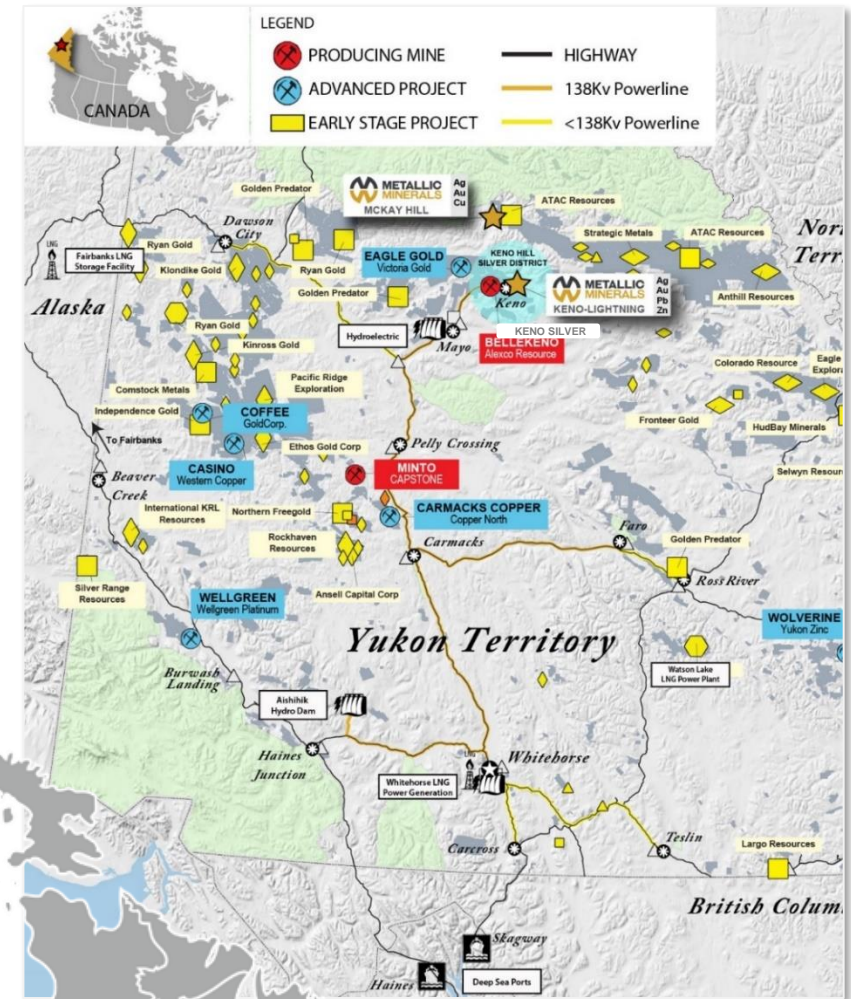 LEGEND
PRODUCING MINE
HIGHWAY
ADVANCED PROJECT
138Kv Powerline
EARLY STAGE PROJECT
<138Kv Powerline
CANADA
Golden Predator
METALLIC
MINERALS
MCKAY HILL
Ag
Au
Cu
ATAC Resources
Dawson
City
Ryan Gold
LNG
Fairbanks LNG
Storage Facility
Klondike Gold
Ryan Gold
EAGLE GOLD
Victoria Gold
KENO HILL
SILVER DISTRICT
Strategic Metals
ATAC Resources
Golden Predator
Keno
METALLIC
MINERALS
KENO-LIGHTNING
Ag
Au
Pb
Zn
Anthill Resources
Alaska
Ryan Gold
Kinross Gold
Hydroelectric
Mayo
KENO SILVER
BELLEKENO
Alexco Resource
Comstock Metals
Pacific Ridge
Exploration
Colorado Resource
Eagle
Independence Gold
COFFEE
GoldCorp.
Fronteer Gold
HudBay Minerals
To Fairbanks
Ethos Gold Corp
Pelly Crossing
Beaver
Creek
CASINO
Western Copper
MINTO
CAPSTONE
International KRL
Resources
Northern Freegold
CARMACKS COPPER
Copper North
Rockhaven
Resources
Carmacks
Faro
Golden Predator
Ross River
Silver Range
Resources
Ansell Capital Corp
WELLGREEN
Wellgreen Platinum
WOLVERINE
Yukon Zinc
Yukon Territory
Watson Lake
LNG Power Plant
Burwash
Landing
Aishihik
Hydro Dam
Haines
Junction
LNG
Whitehorse
Whitehorse LNG
Power Generation
Carcross
Teslin
Largo Resources
Skagway
Haines
Deep Sea Ports